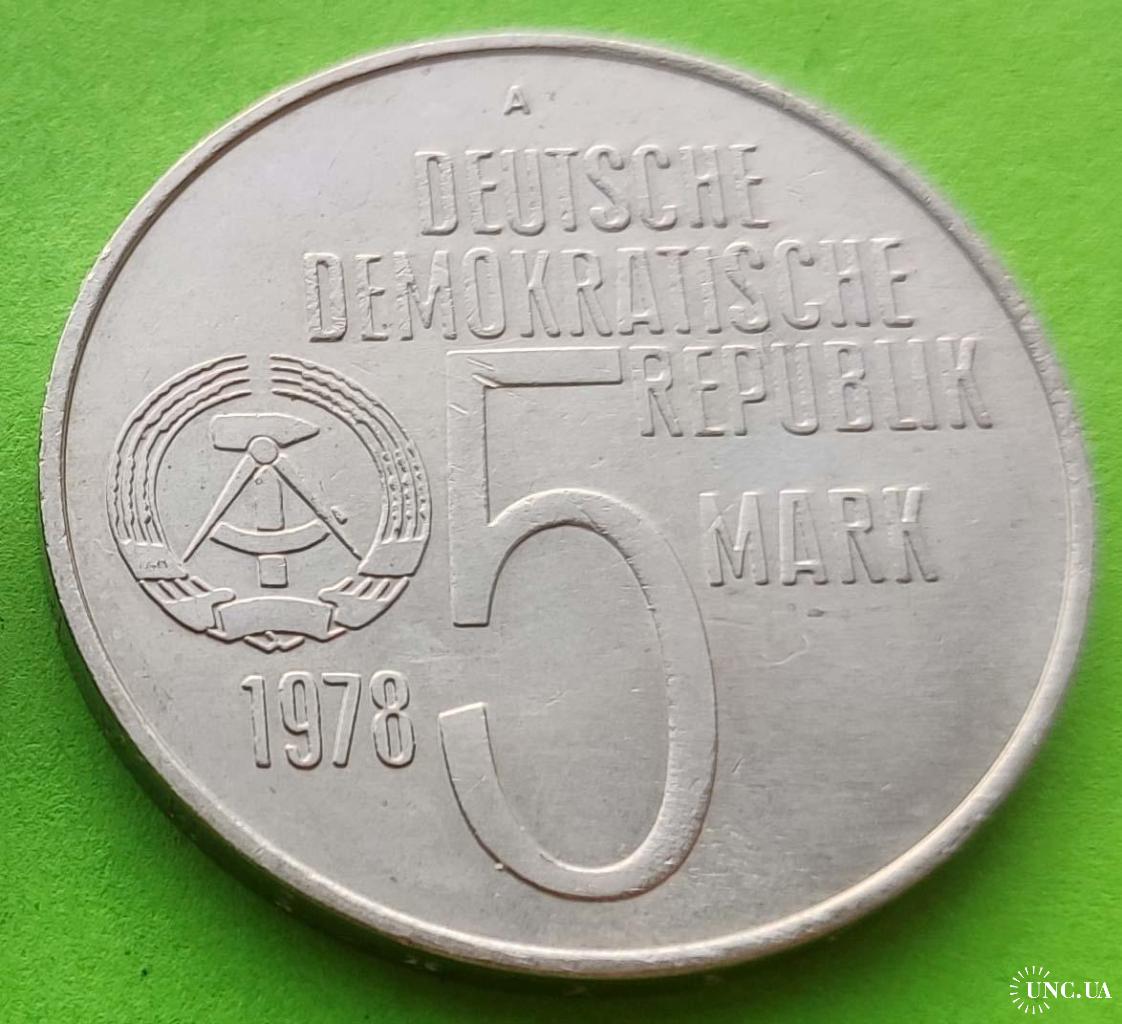 A
DEUTSCHE
DEMOKRATISCHE
REPUBLIK
5
MARK
1978
UNC.UA